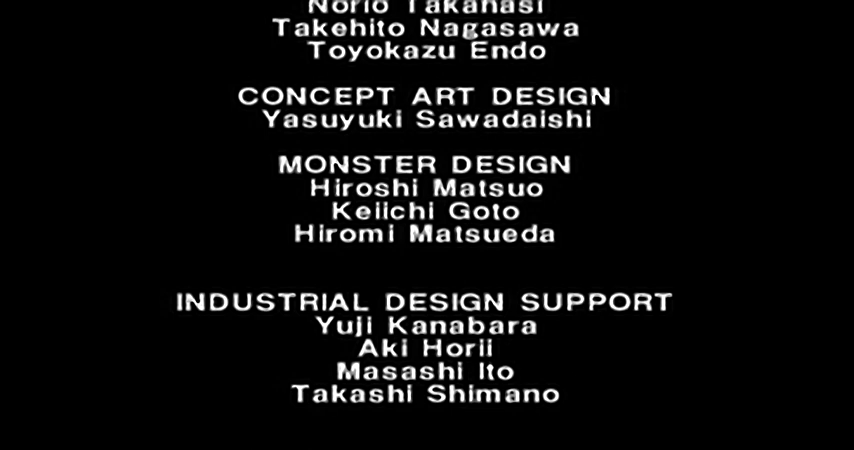 Norio Takanasi
Takehito Nagasawa
Toyokazu Endo
CONCEPT ART DESIGN
Yasuyuki Sawadaishi
MONSTER DESIGN
Hiroshi Matsuo
Keiichi Goto
Hiromi Matsueda
INDUSTRIAL DESIGN SUPPORT
Yuji Kanabara
Aki Horii
Masashi Ito
Takashi Shimano